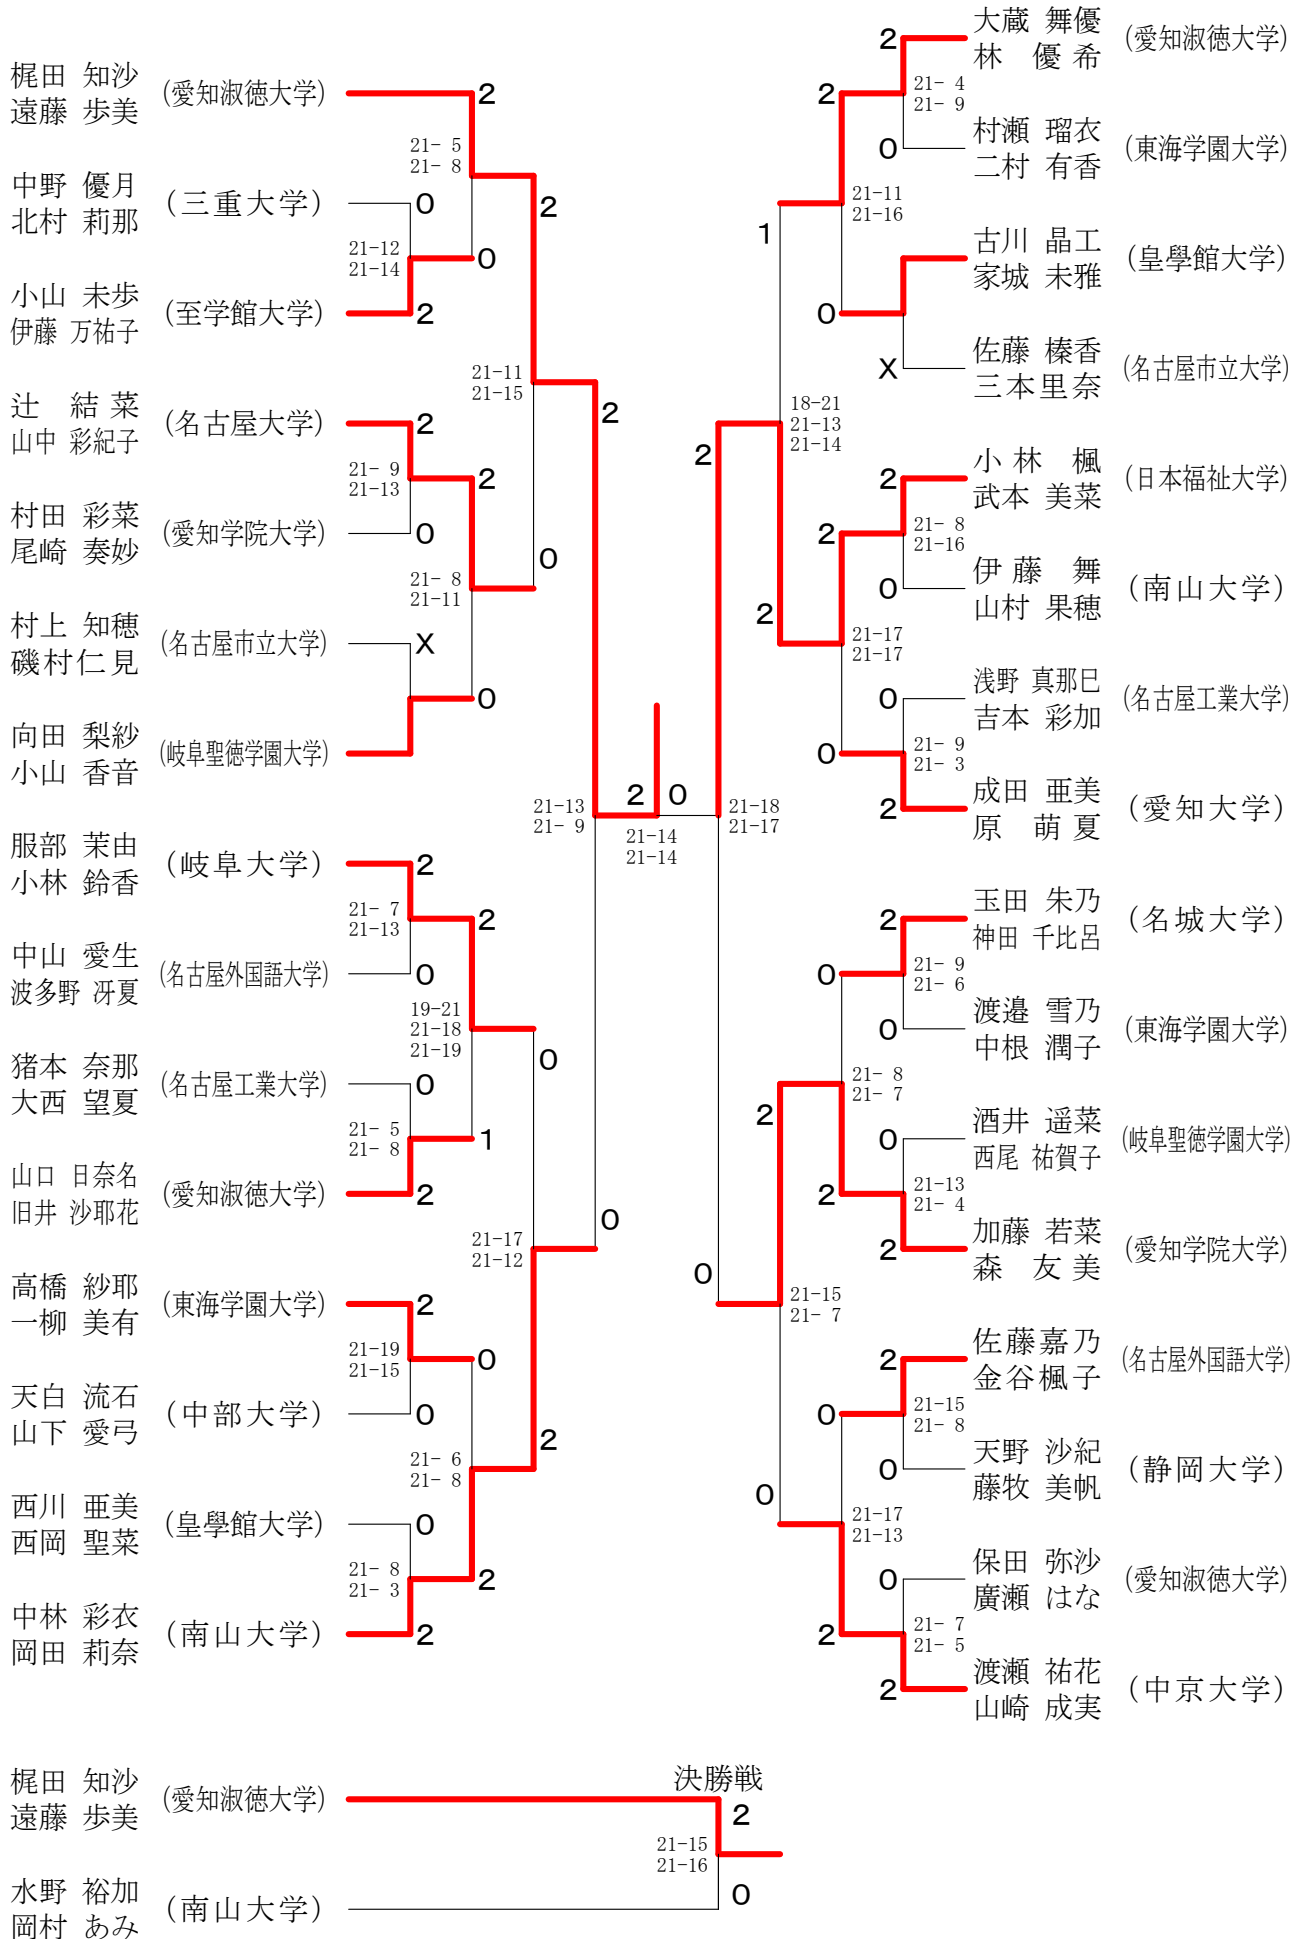 梶田 知沙
遠藤 歩美
(愛知淑徳大学)
2
21- 5
21- 8
中野 優月
北村 莉那
(三重大学)
0
21-12
21-14
0
小山 未歩
伊藤 万祐子
(至学館大学)
2
2
21-11
21-15
辻 結菜
山中 彩紀子
(名古屋大学)
2
21- 9
21-13
2
村田 彩菜
尾崎 奏妙
(愛知学院大学)
0
21- 8
21-11
0
村上 知穂
磯村仁見
(名古屋市立大学)
X
0
向田 梨紗
小山 香音
(岐阜聖徳学園大学)
2
21-13
21- 9
服部 茉由
小林 鈴香
(岐阜大学)
2
21- 7
21-13
2
中山 愛生
波多野 冴夏
(名古屋外国語大学)
0
19-21
21-18
21-19
0
猪本 奈那
大西 望夏
(名古屋工業大学)
0
21- 5
21- 8
1
山口 日奈名
旧井 沙耶花
(愛知淑徳大学)
2
21-17
21-12
0
高橋 紗耶
一柳 美有
(東海学園大学)
2
21-19
21-15
0
天白 流石
山下 愛弓
(中部大学)
0
21- 6
21- 8
2
西川 亜美
西岡 聖菜
(皇學館大学)
0
21- 8
21- 3
2
中林 彩衣
岡田 莉奈
(南山大学)
2
2
0
21-14
21-14
大蔵 舞優
林 優希
(愛知淑徳大学)
2
21- 4
21- 9
2
村瀬 瑠衣
二村 有香
(東海学園大学)
0
21-11
21-16
1
古川 晶工
家城 未雅
(皇學館大学)
0
佐藤 榛香
三本里奈
(名古屋市立大学)
X
18-21
21-13
21-14
2
小林 楓
武本 美菜
(日本福祉大学)
2
21- 8
21-16
2
伊藤 舞
山村 果穂
(南山大学)
0
2
21-17
21-17
浅野 真那巳
吉本 彩加
(名古屋工業大学)
0
21- 9
21- 3
0
成田 亜美
原 萌夏
(愛知大学)
2
21-18
21-17
玉田 朱乃
神田 千比呂
(名城大学)
2
21- 9
21- 6
0
渡邉 雪乃
中根 潤子
(東海学園大学)
0
21- 8
21- 7
2
酒井 遥菜
西尾 祐賀子
(岐阜聖徳学園大学)
0
21-13
21- 4
2
加藤 若菜
森 友美
(愛知学院大学)
2
0
21-15
21- 7
佐藤嘉乃
金谷楓子
(名古屋外国語大学)
2
21-15
21- 8
0
天野 沙紀
藤牧 美帆
(静岡大学)
0
0
21-17
21-13
保田 弥沙
廣瀬 はな
(愛知淑徳大学)
0
21- 7
21- 5
2
渡瀬 祐花
山崎 成実
(中京大学)
2
決勝戦
梶田 知沙
遠藤 歩美
(愛知淑徳大学)
2
21-15
21-16
水野 裕加
岡村 あみ
(南山大学)
0